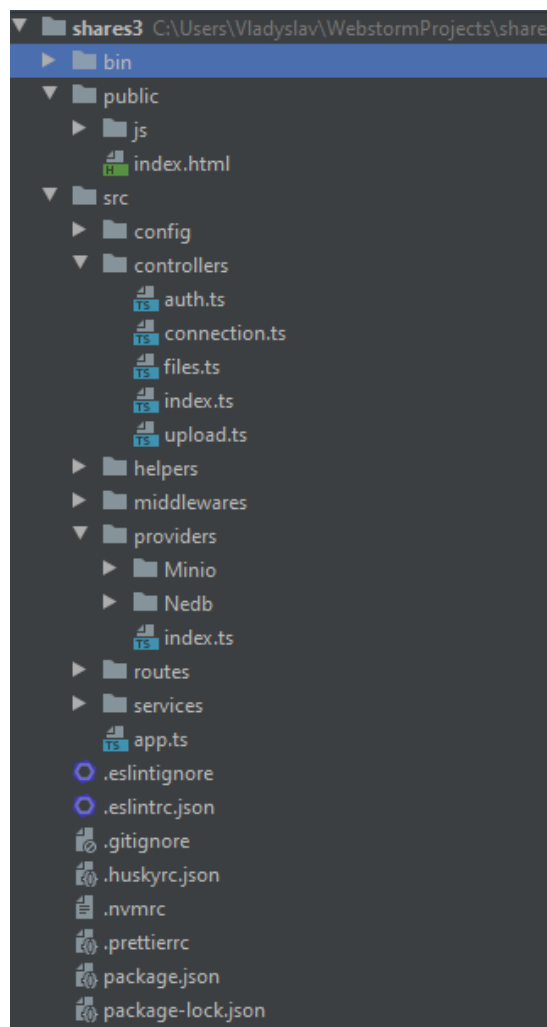 shares3 C:\Users\Vladyslav\WebstormProjects\share
bin
public
js
index.html
src
config
controllers
auth.ts
connection.ts
files.ts
index.ts
upload.ts
helpers
middlewares
providers
Minio
Nedb
index.ts
routes
services
app.ts
.eslintignore
.eslintrc.json
.gitignore
.huskyrc.json
.nvmrc
.prettierrc
package.json
package-lock.json